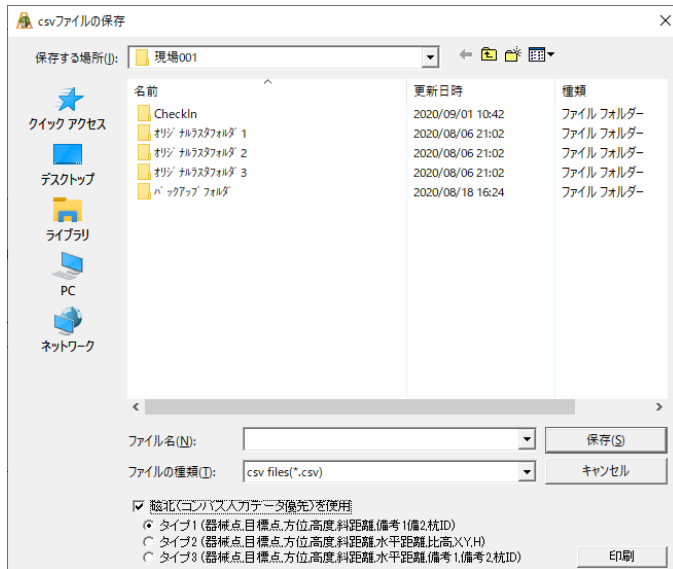 csvファイルの保存
保存する場所(I):
現場001
名前
更新日時
種類
CheckIn
2020/09/01 10:42
ファイル フォルダー
ｵﾘｼﾞﾅﾙﾗｽﾀﾌｫﾙﾀﾞ 1
2020/08/06 21:02
ファイル フォルダー
ｵﾘｼﾞﾅﾙﾗｽﾀﾌｫﾙﾀﾞ 2
2020/08/06 21:02
ファイル フォルダー
ｵﾘｼﾞﾅﾙﾗｽﾀﾌｫﾙﾀﾞ 3
2020/08/06 21:02
ファイル フォルダー
ﾊﾞｯｸｱｯﾌﾟﾌｫﾙﾀﾞ
2020/08/18 16:24
ファイル フォルダー
クイック アクセス
デスクトップ
ライブラリ
PC
ネットワーク
ファイル名(N):
保存(S)
ファイルの種類(T):
csv files(*.csv)
キャンセル
磁北(コンパス入力データ優先)を使用
タイプ1 (器械点,目標点,方位,高度,斜距離,備考1備2,杭ID)
タイプ2 (器械点,目標点,方位,高度,斜距離,水平距離,比高,X,Y,H)
タイプ3 (器械点,目標点,方位,高度,斜距離,水平距離,備考1,備考2,杭ID)
印刷